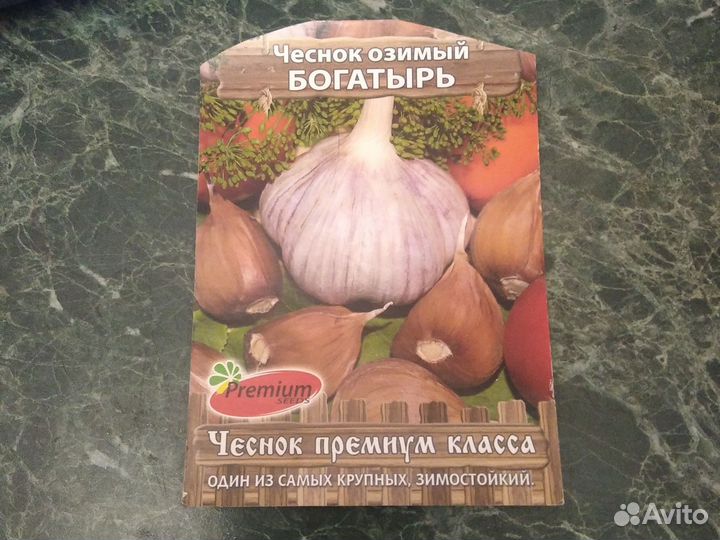 Чеснок озимый
БОГАТЫРЬ
Premium
SEEDS
Чеснок премиум класса
ОДИН ИЗ САМЫХ КРУПНЫХ, ЗИМОСТОЙКИЙ.
Avito